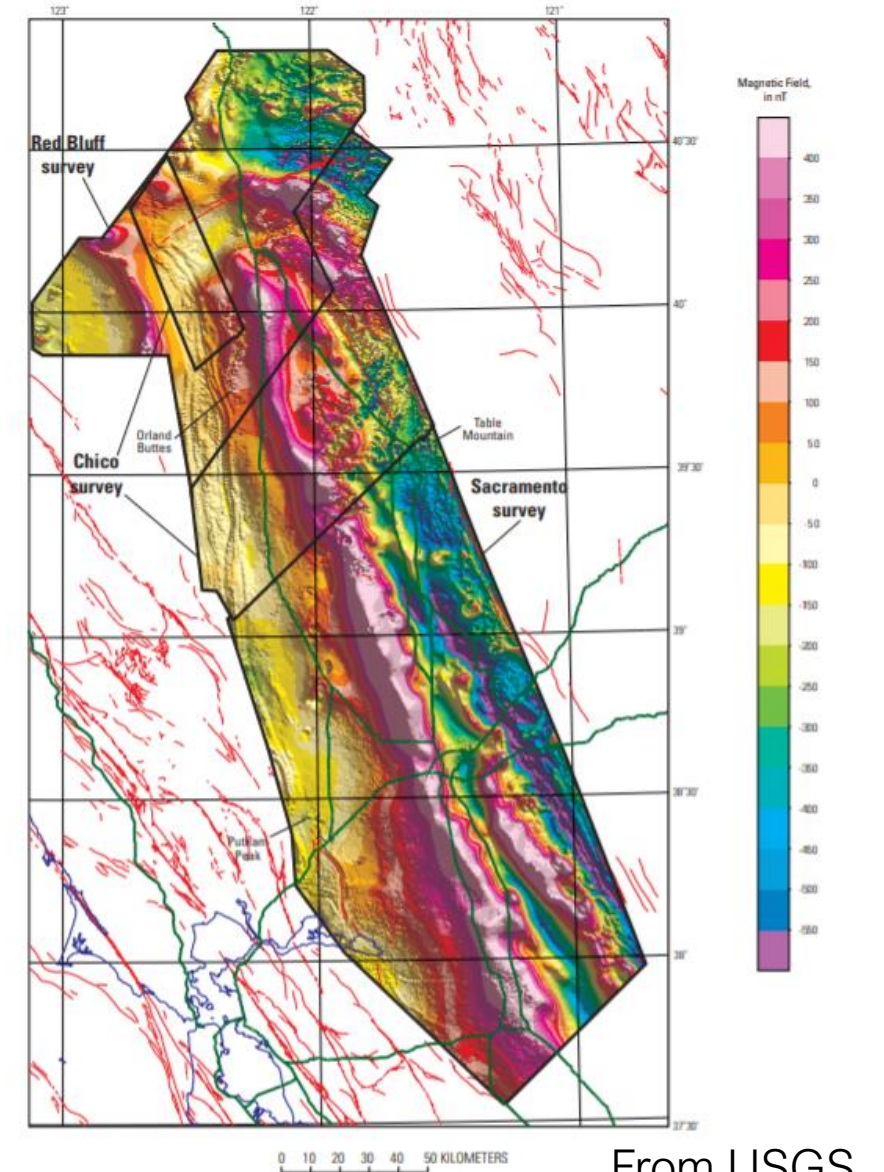 123°
122°
121°
Magnetic Field,
in nT
Red Bluff
survey
40°30'
400
350
300
250
200
150
100
50
0
-50
-100
-150
-200
-250
-300
-350
-400
-450
-500
-550
40°
Orland
Buttes
Table
Mountain
Chico
survey
39°30'
Sacramento
survey
39°
38°30'
Putnam
Peak
38°
37°30'
0 10 20 30 40 50 KILOMETERS
From USGS